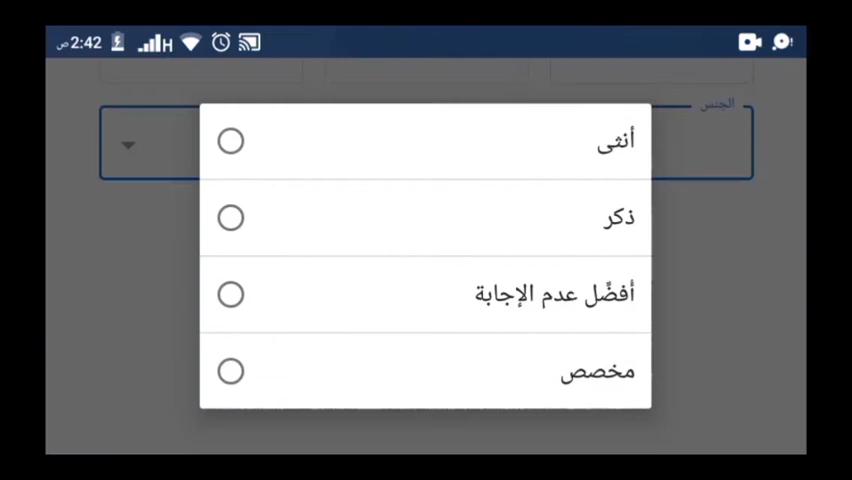 2:42 ص
H
الجنس
أنثى
ذكر
أفضِّل عدم الإجابة
مخصص